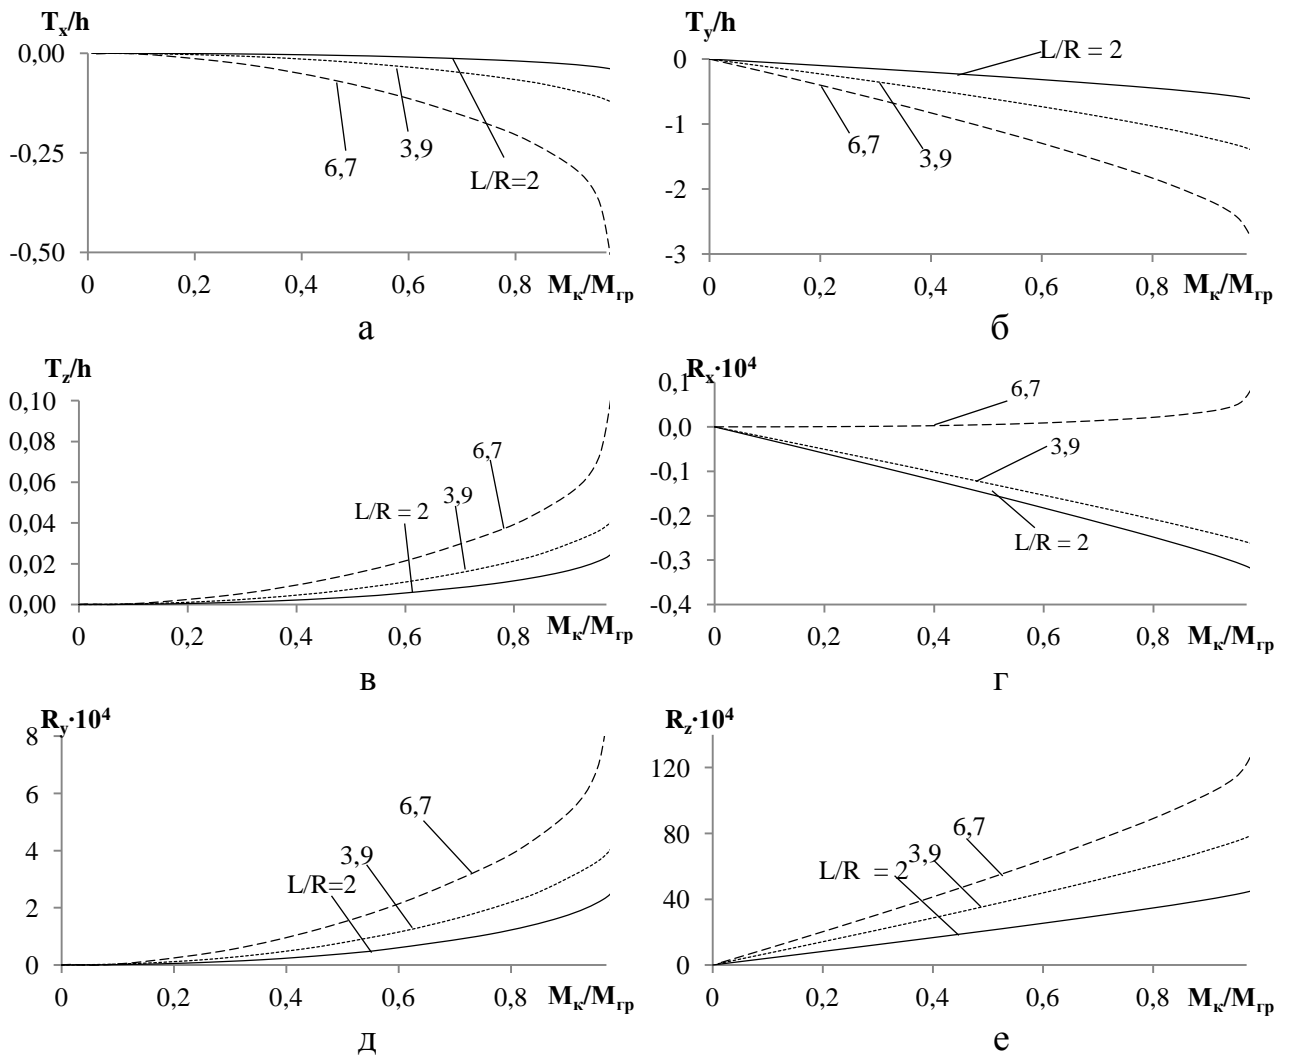 Tx/h
0,00
-0,25
-0,50
6,7
3,9
L/R=2
0 0,2 0,4 0,6 0,8 Mк/Mгр
а
Ty/h
0
-1
-2
-3
L/R = 2
6,7
3,9
0 0,2 0,4 0,6 0,8 Mк/Mгр
б
Tz/h
0,10
0,08
0,06
0,04
0,02
0,00
6,7
3,9
L/R = 2
0 0,2 0,4 0,6 0,8 Mк/Mгр
в
Rx·10⁴
0,1
0,0
-0,1
-0,2
-0,3
-0,4
6,7
3,9
L/R = 2
0 0,2 0,4 0,6 0,8 Mк/Mгр
г
Ry·10⁴
8
6
4
2
0
6,7
3,9
L/R=2
0 0,2 0,4 0,6 0,8 Mк/Mгр
д
Rz·10⁴
120
80
40
0
6,7
3,9
L/R = 2
0 0,2 0,4 0,6 0,8 Mк/Mгр
е